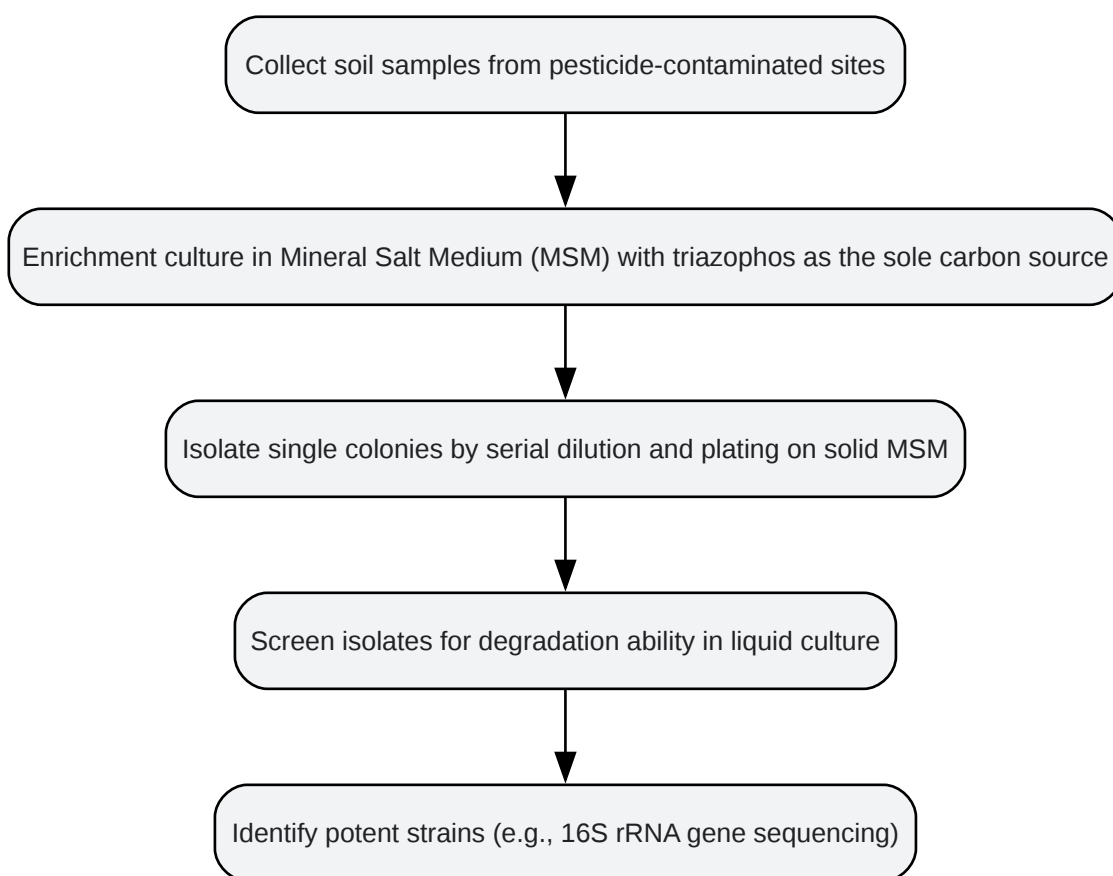 Collect soil samples from pesticide-contaminated sites
Enrichment culture in Mineral Salt Medium (MSM) with triazophos as the sole carbon source
Isolate single colonies by serial dilution and plating on solid MSM
Screen isolates for degradation ability in liquid culture
Identify potent strains (e.g., 16S rRNA gene sequencing)